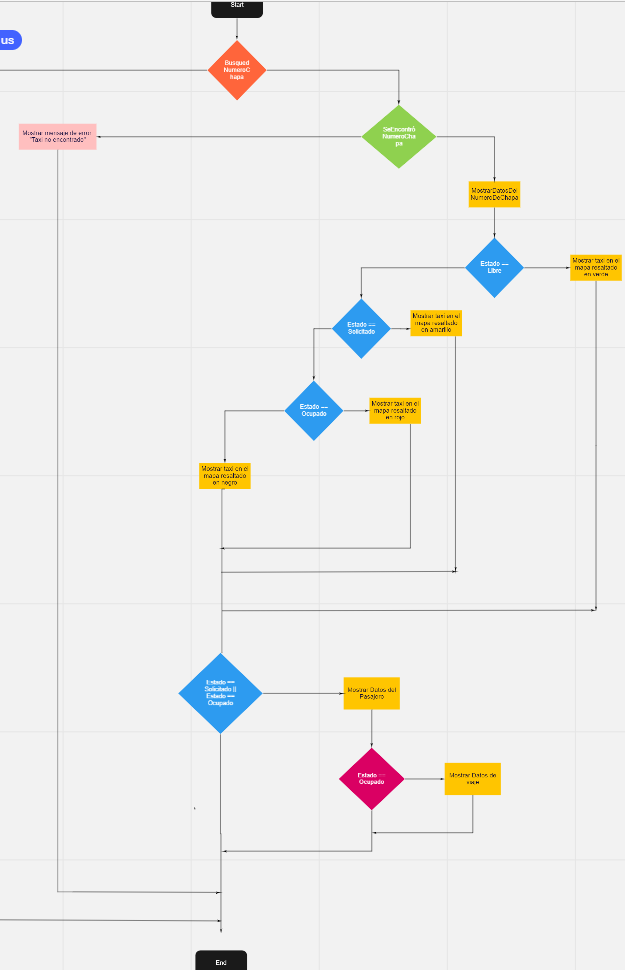 Start
us
Busqued
NumeroC
hapa
SeEncontró
NumeroCha
pa
Mostrar mensaje de error
"Taxi no encontrado"
MostrarDatosDel
NumeroDeChapa
Estado ==
Libre
Mostrar taxi en el
mapa resaltado
en verde
Estado ==
Solicitado
Mostrar taxi en el
mapa resaltado
en amarillo
Estado ==
Ocupado
Mostrar taxi en el
mapa resaltado
en rojo
Mostrar taxi en el
mapa resaltado
en negro
Estado ==
Solicitado ||
Estado ==
Ocupado
Mostrar Datos del
Pasajero
Estado ==
Ocupado
Mostrar Datos de
viaje
End